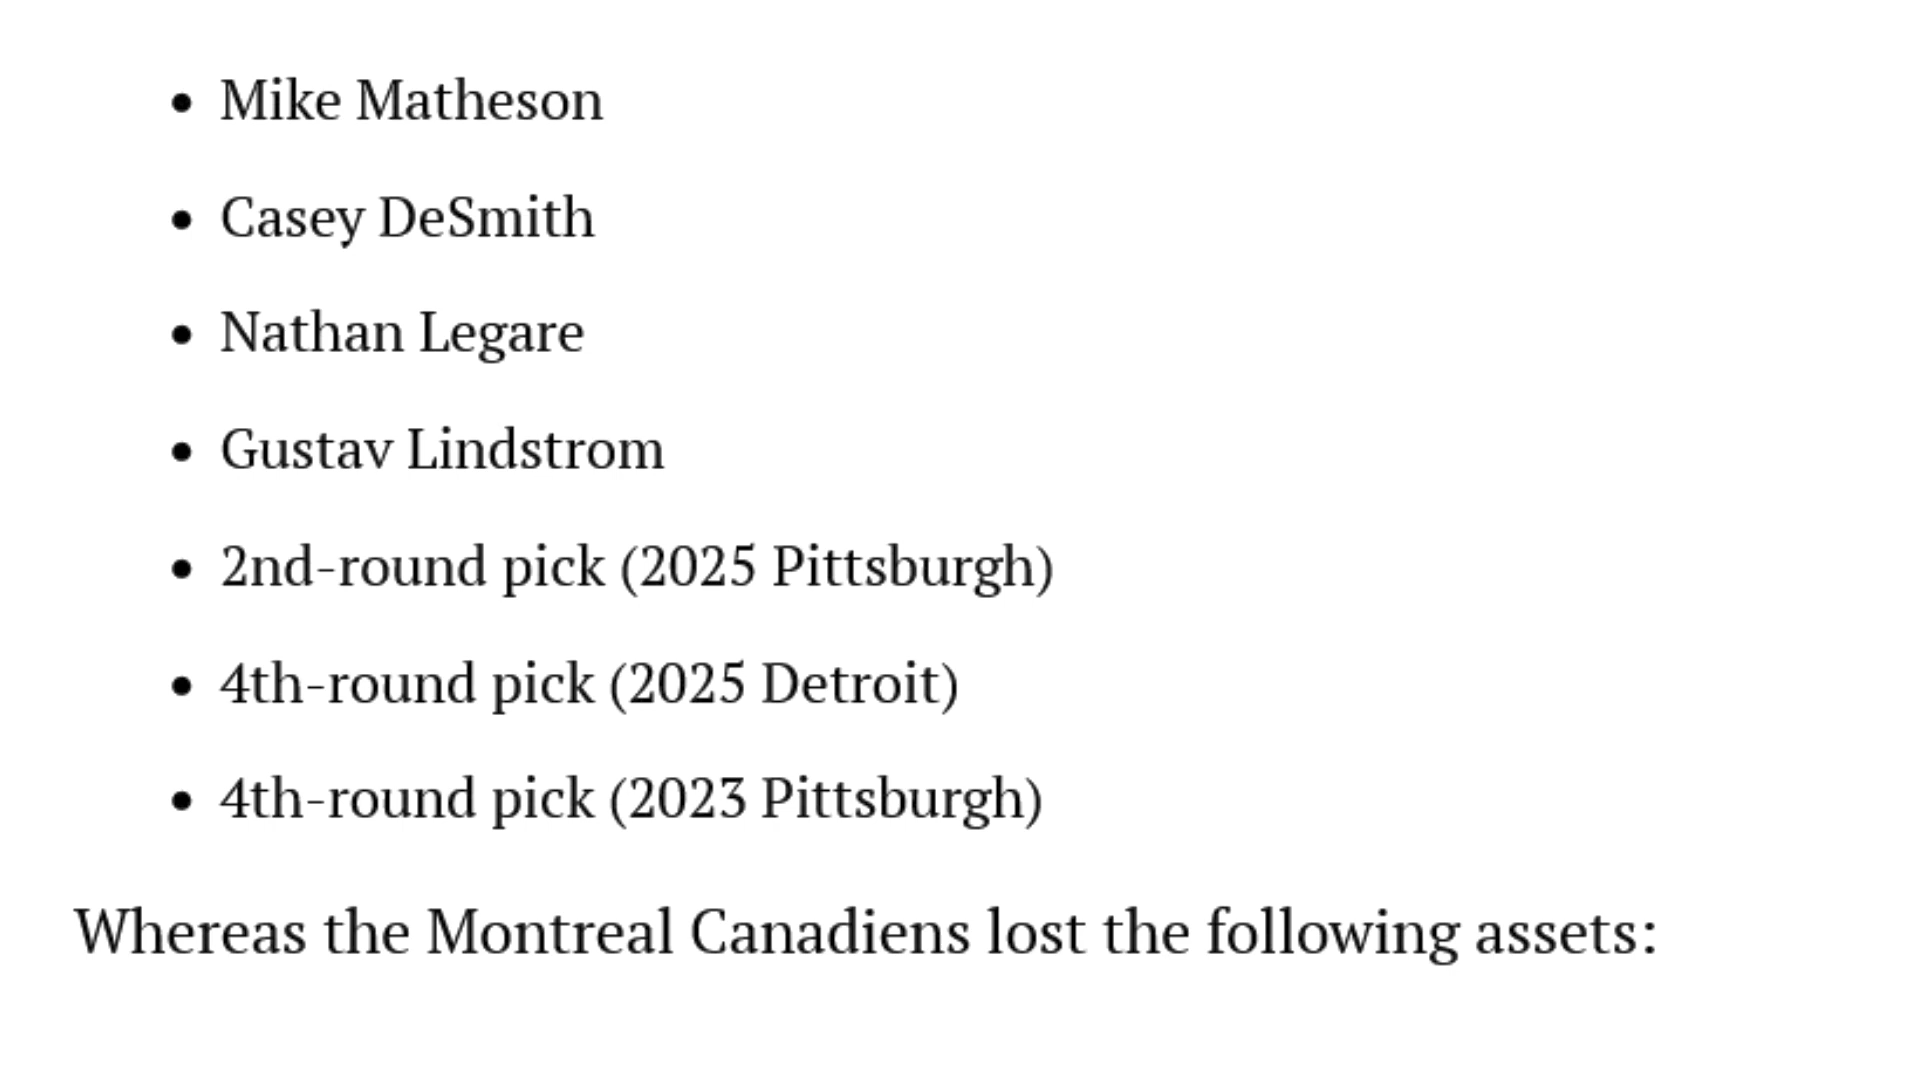 • Mike Matheson
• Casey DeSmith
• Nathan Legare
• Gustav Lindstrom
• 2nd-round pick (2025 Pittsburgh)
• 4th-round pick (2025 Detroit)
• 4th-round pick (2023 Pittsburgh)
Whereas the Montreal Canadiens lost the following assets: